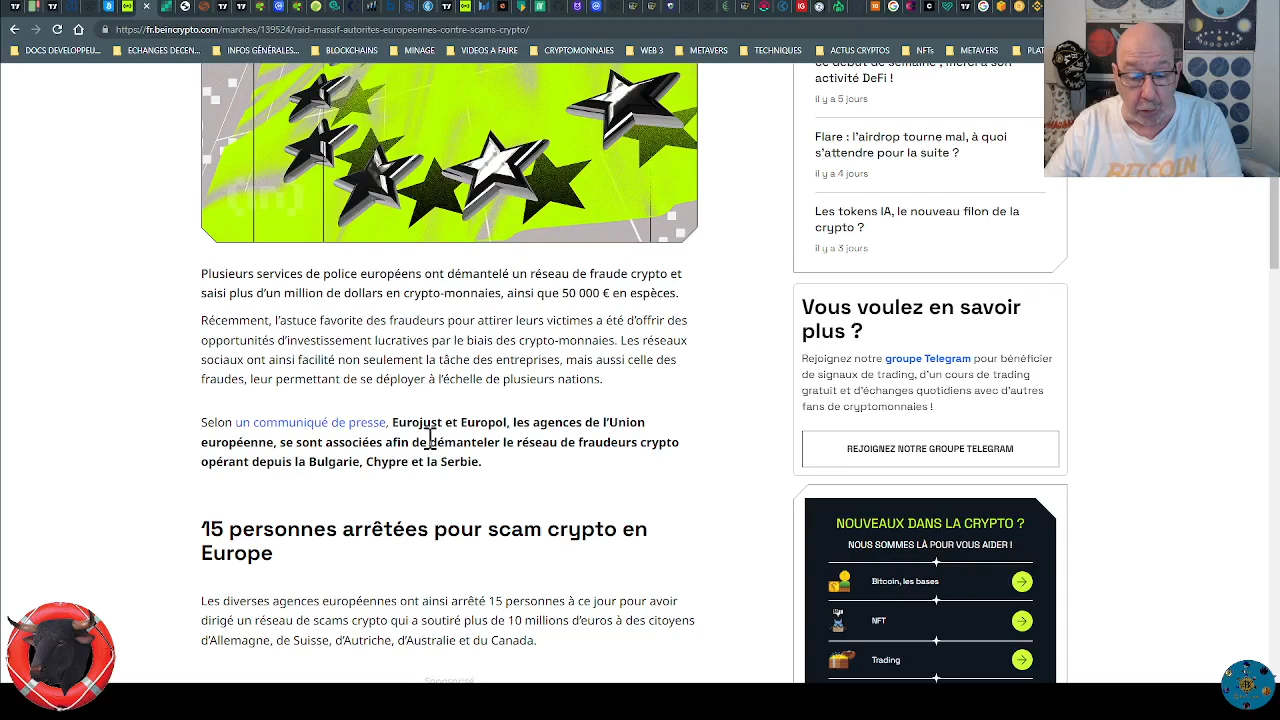 https://fr.beincrypto.com/marches/139524/raid-massif-autorites-europeennes-contre-scams-crypto/
DOCS DEVELOPPEU...
ECHANGES DECEN...
INFOS GÉNÉRALES...
BLOCKCHAINS
MINAGE
VIDEOS A FAIRE
CRYPTOMONNAIES
WEB 3
METAVERS
TECHNIQUES
ACTUS CRYPTOS
NFTs
METAVERS
PLAT
activité DeFi !
il y a 5 jours
Flare : l'airdrop tourne mal, à quoi
s'attendre pour la suite ?
il y a 4 jours
Les tokens IA, le nouveau filon de la
crypto ?
il y a 3 jours
BITCOIN
Plusieurs services de police européens ont démantelé un réseau de fraude crypto et
saisi plus d'un million de dollars en crypto-monnaies, ainsi que 50 000 € en espèces.
Récemment, l'astuce favorite des fraudeurs pour attirer leurs victimes a été d'offrir des
opportunités d'investissement lucratives par le biais des crypto-monnaies. Les réseaux
sociaux ont ainsi facilité non seulement la tâche des entreprises, mais aussi celle des
fraudes, leur permettant de se déployer à l'échelle de plusieurs nations.
Selon un communiqué de presse, Eurojust et Europol, les agences de l'Union
européenne, se sont associées afin de démanteler le réseau de fraudeurs crypto
opérant depuis la Bulgarie, Chypre et la Serbie.
15 personnes arrêtées pour scam crypto en
Europe
Les diverses agences européennes ont ainsi arrêté 15 personnes à ce jour pour avoir
dirigé un réseau de scams crypto qui a soutiré plus de 10 millions d'euros à des citoyens
d'Allemagne, de Suisse, d'Autriche, d'Australie et du Canada.
Sponsorisé
Vous voulez en savoir
plus ?
Rejoignez notre groupe Telegram pour bénéficier
de signaux de trading, d'un cours de trading
gratuit et d'échanges quotidiens avec d'autres
fans de cryptomonnaies !
REJOIGNEZ NOTRE GROUPE TELEGRAM
NOUVEAUX DANS LA CRYPTO ?
NOUS SOMMES LÀ POUR VOUS AIDER !
Bitcoin, les bases
NFT
Trading